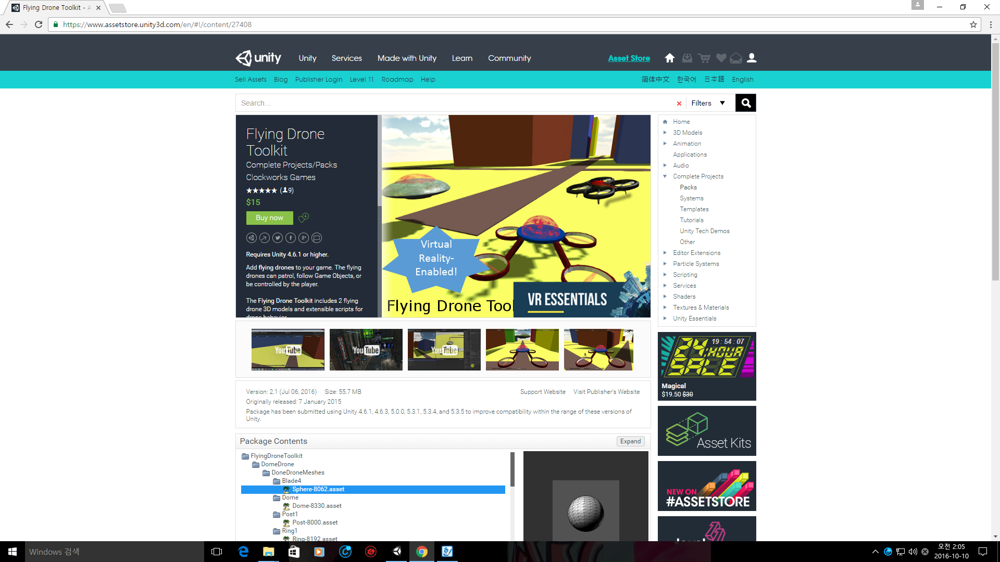 Flying Drone Toolkit - A
https://www.assetstore.unity3d.com/en/#!/content/27408
unity
Unity
Services
Made with Unity
Learn
Community
Asset Store
Sell Assets
Blog
Publisher Login
Level 11
Roadmap
Help
简体中文
한국어
日本語
English
Search...
Filters
Flying Drone
Toolkit
Complete Projects/Packs
Clockworks Games
(9)
$15
Buy now
Requires Unity 4.6.1 or higher.
Add flying drones to your game. The flying
drones can patrol, follow Game Objects, or
be controlled by the player.
The Flying Drone Toolkit includes 2 flying
drone 3D models and extensible scripts for
drone behavior.
Virtual
Reality-
Enabled!
Flying Drone Tool
VR ESSENTIALS
Home
3D Models
Animation
Applications
Audio
Complete Projects
Packs
Systems
Templates
Tutorials
Unity Tech Demos
Other
Editor Extensions
Particle Systems
Scripting
Services
Shaders
Textures & Materials
Unity Essentials
YouTube
YouTube
YouTube
19 : 54 : 07
24 HOUR
SALE
Magical
$19.50 $30
Asset Kits
NEW ON
#ASSETSTORE
level
Version: 2.1 (Jul 06, 2016)
Size: 55.7 MB
Support Website
Visit Publisher's Website
Originally released: 7 January 2015
Package has been submitted using Unity 4.6.1, 4.6.3, 5.0.0, 5.3.1, 5.3.4, and 5.3.5 to improve compatibility within the range of these versions of
Unity.
Package Contents
Expand
FlyingDroneToolkit
DomeDrone
DoneDroneMeshes
Blade4
Sphere-8062.asset
Dome
Dome-8330.asset
Post1
Post-8000.asset
Ring1
Ring-8192.asset
Windows 검색
오전 2:05
2016-10-10